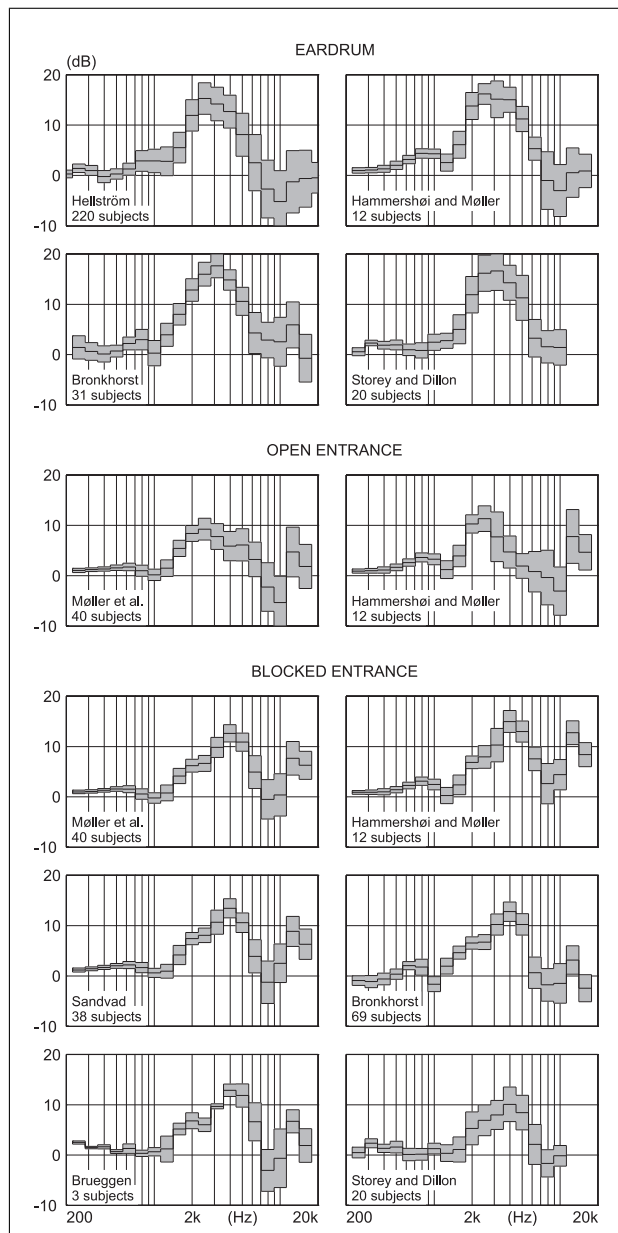 EARDRUM
(dB)
20
10
0
-10
Hellström
220 subjects
Hammershøi and Møller
12 subjects
20
10
0
-10
Bronkhorst
31 subjects
Storey and Dillon
20 subjects
OPEN ENTRANCE
20
10
0
-10
Møller et al.
40 subjects
Hammershøi and Møller
12 subjects
BLOCKED ENTRANCE
20
10
0
-10
Møller et al.
40 subjects
Hammershøi and Møller
12 subjects
20
10
0
-10
Sandvad
38 subjects
Bronkhorst
69 subjects
20
10
0
-10
Brueggen
3 subjects
Storey and Dillon
20 subjects
200 2k (Hz) 20k
200 2k (Hz) 20k